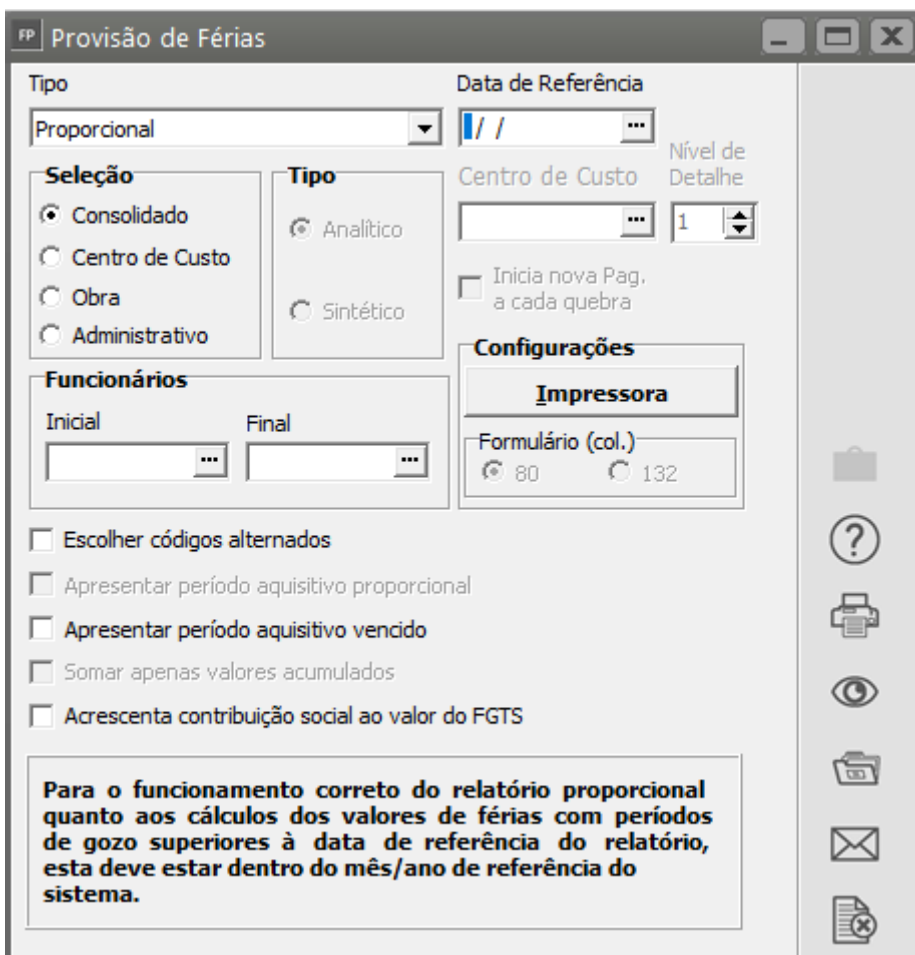 FP Provisão de Férias
Tipo
Data de Referência
Proporcional
/ /
...
Seleção
Consolidado
Centro de Custo
Obra
Administrativo
Tipo
Analítico
Sintético
Centro de Custo
...
Nível de
Detalhe
1
Inicia nova Pag.
a cada quebra
Funcionários
Inicial
Final
...
...
Configurações
Impressora
Formulário (col.)
80
132
Escolher códigos alternados
Apresentar período aquisitivo proporcional
Apresentar período aquisitivo vencido
Somar apenas valores acumulados
Acrescenta contribuição social ao valor do FGTS
Para o funcionamento correto do relatório proporcional
quanto aos cálculos dos valores de férias com períodos
de gozo superiores à data de referência do relatório,
esta deve estar dentro do mês/ano de referência do
sistema.